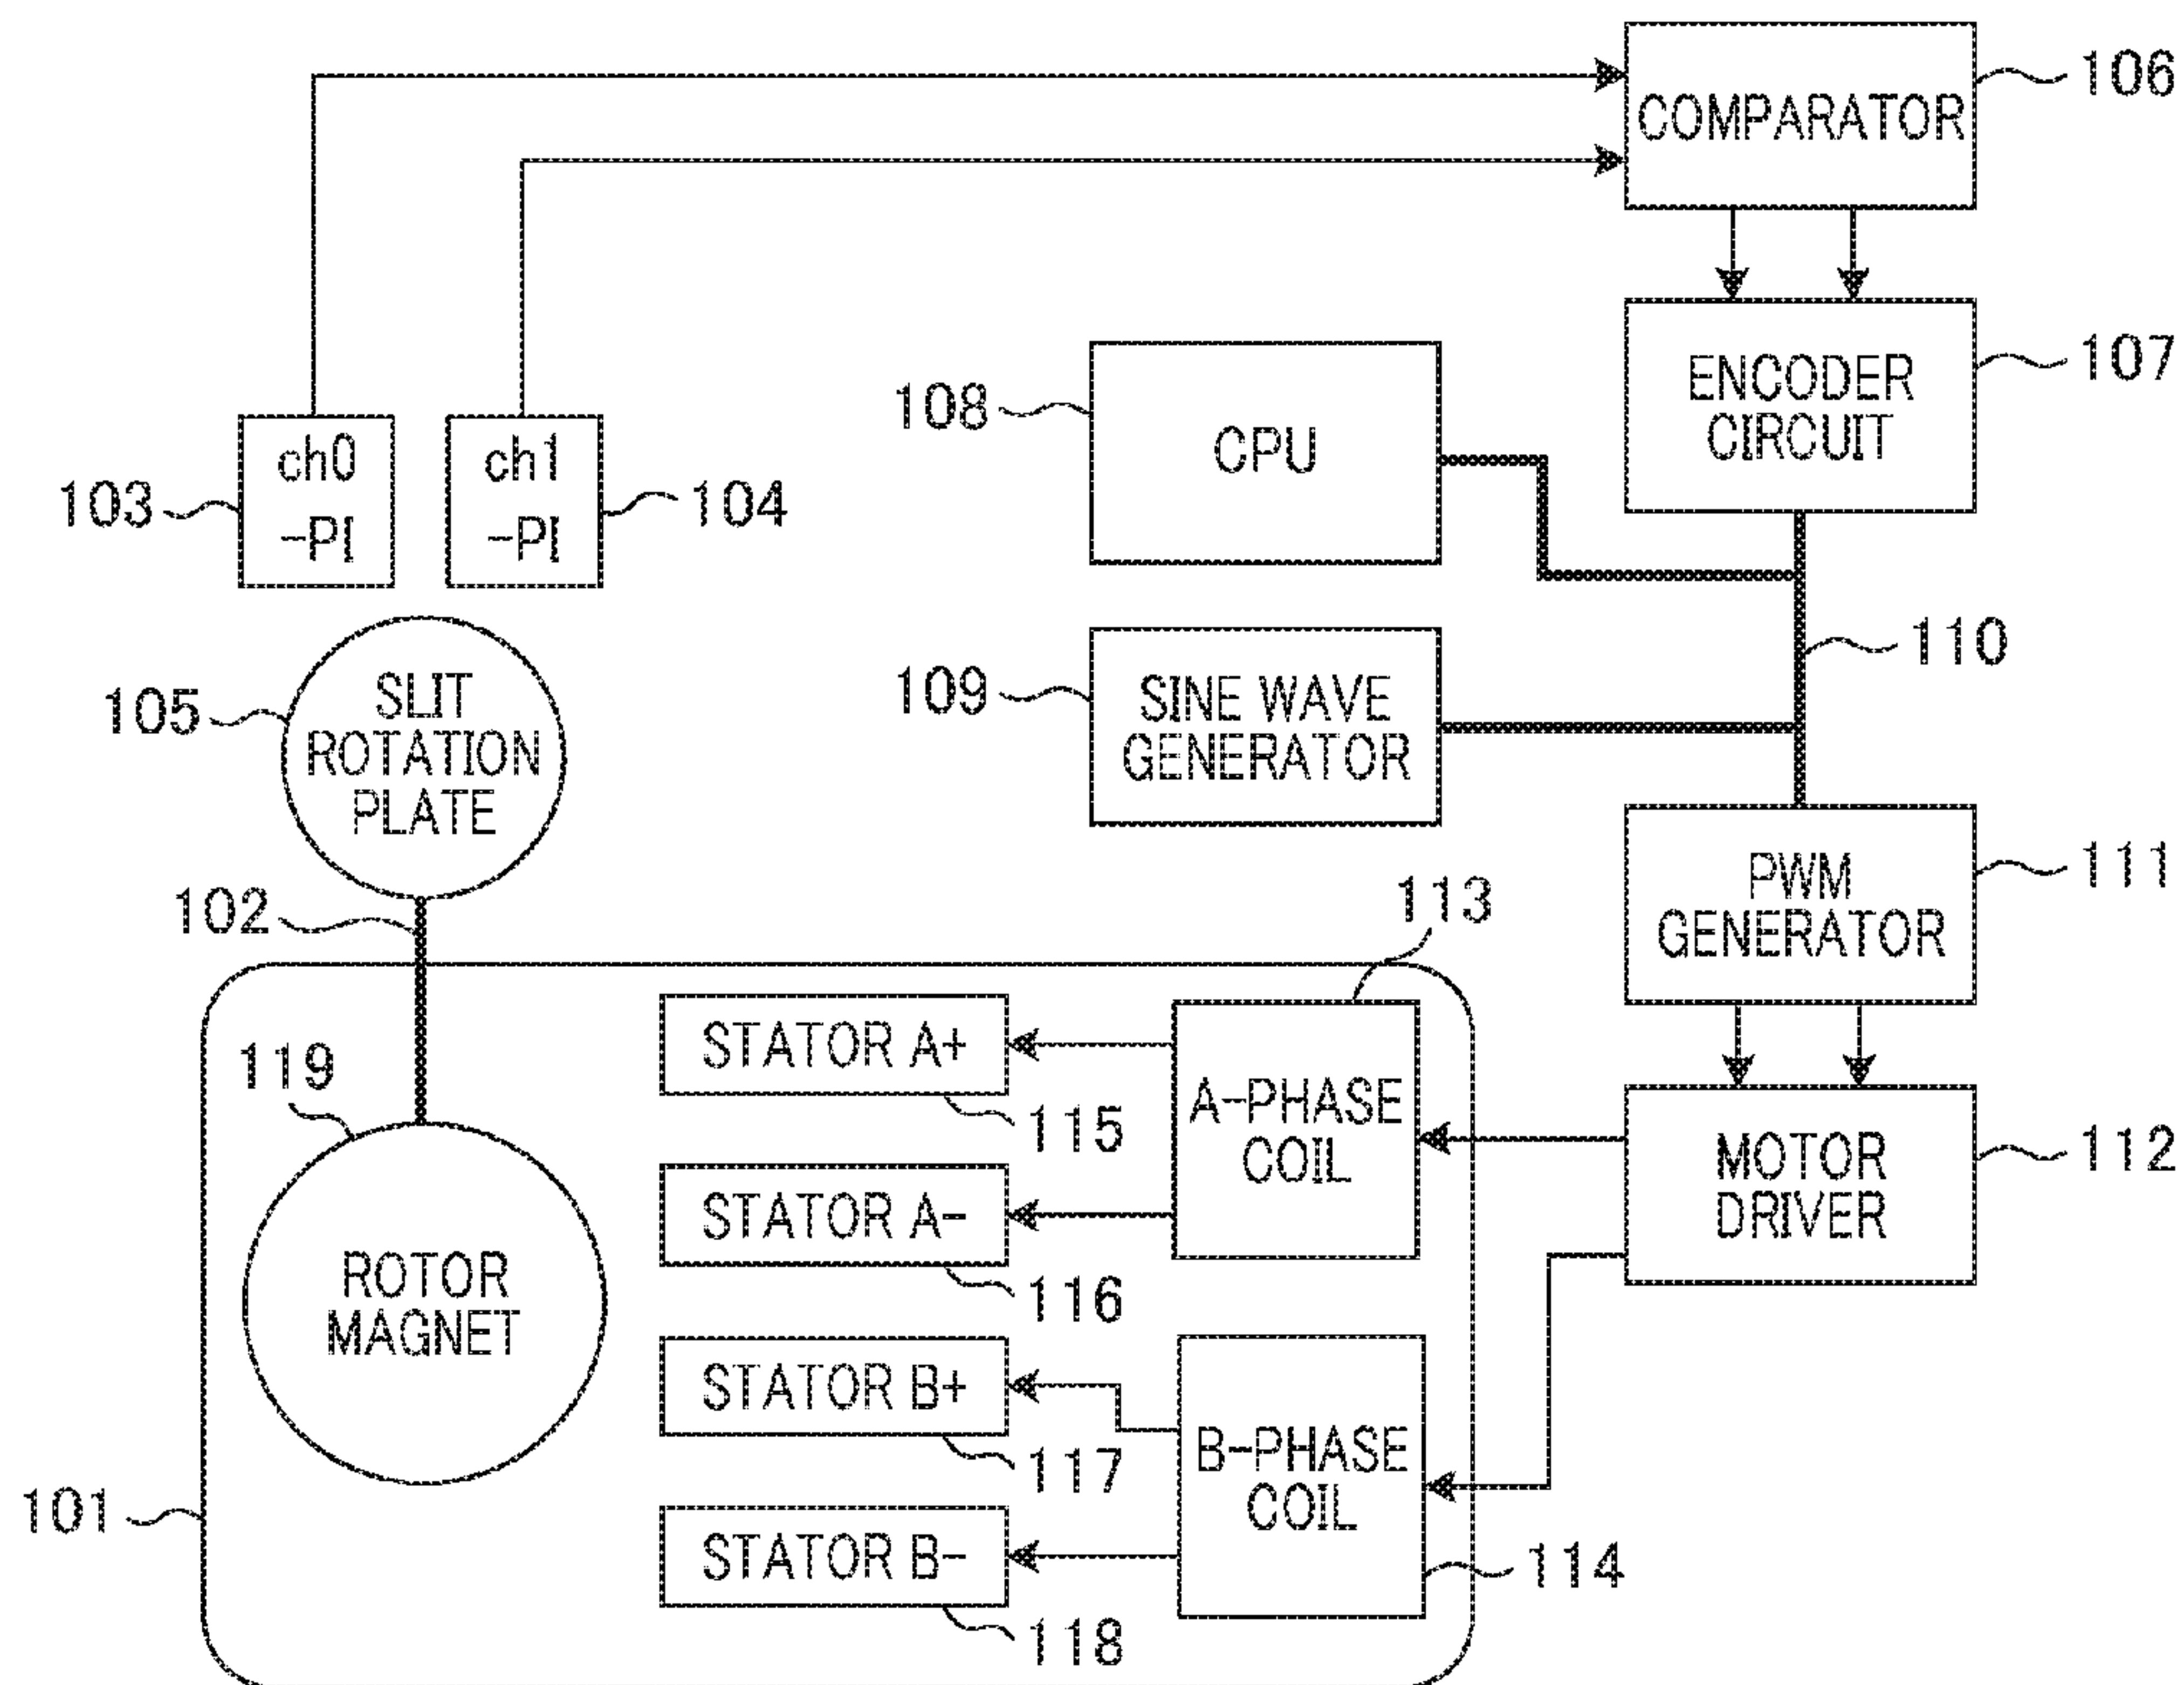 106
COMPARATOR
107
ENCODER
CIRCUIT
108
CPU
103
ch0
-PI
ch1
-PI
104
110
105
SLIT
ROTATION
PLATE
109
SINE WAVE
GENERATOR
102
113
111
PWM
GENERATOR
119
STATOR A+
115
A-PHASE
COIL
112
MOTOR
DRIVER
STATOR A-
116
ROTOR
MAGNET
STATOR B+
117
B-PHASE
COIL
101
STATOR B-
114
118